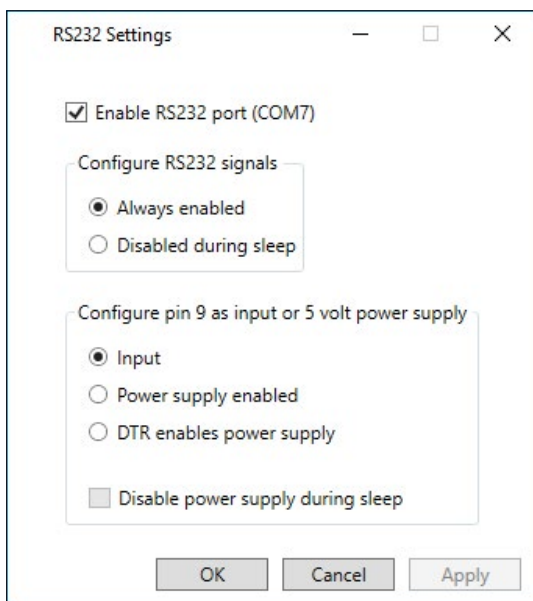 RS232 Settings
Enable RS232 port (COM7)
Configure RS232 signals
Always enabled
Disabled during sleep
Configure pin 9 as input or 5 volt power supply
Input
Power supply enabled
DTR enables power supply
Disable power supply during sleep
OK Cancel Apply